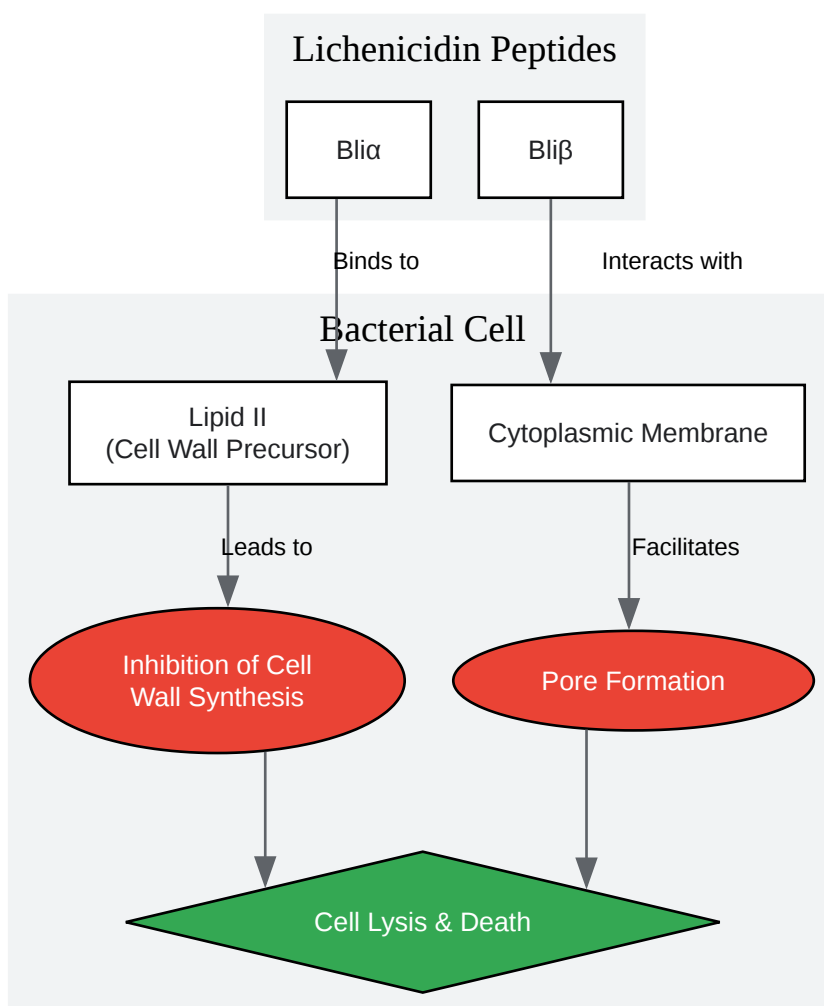 Lichenicidin Peptides
Bliα
Bliβ
Binds to
Interacts with
Bacterial Cell
Lipid II
(Cell Wall Precursor)
Cytoplasmic Membrane
Leads to
Facilitates
Inhibition of Cell
Wall Synthesis
Pore Formation
Cell Lysis & Death